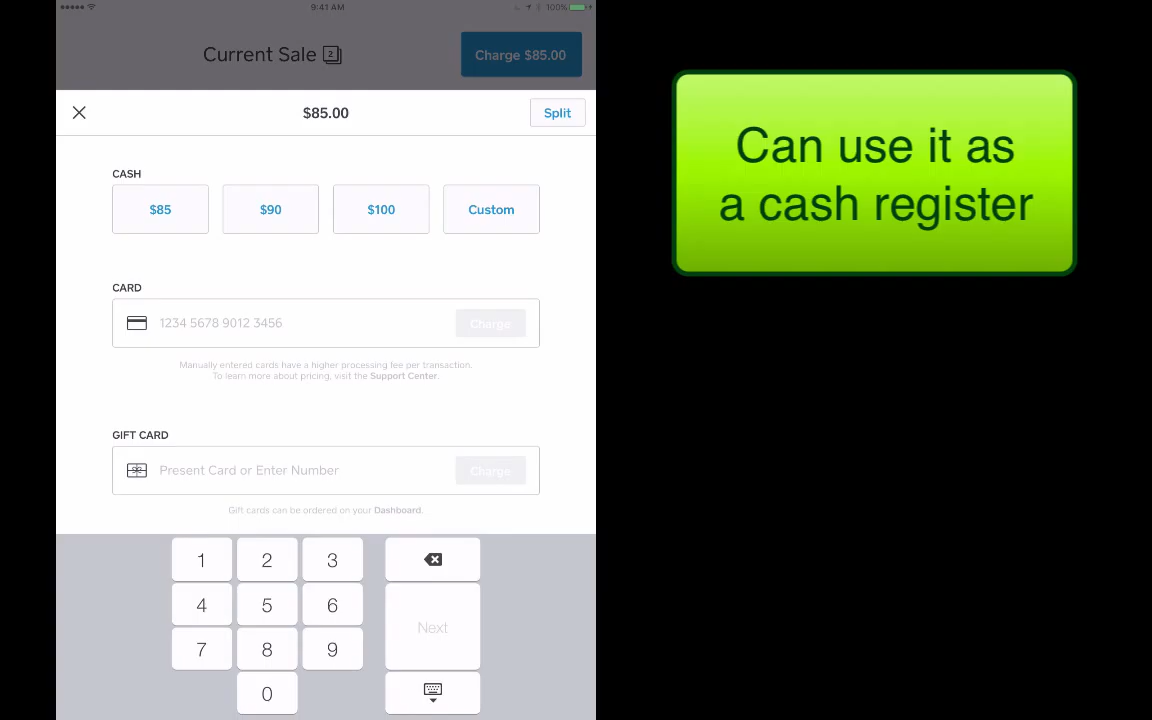 9:41 AM
100%
Current Sale 2
Charge $85.00
$85.00
Split
CASH
$85
$90
$100
Custom
CARD
1234 5678 9012 3456
Charge
Manually entered cards have a higher processing fee per transaction.
To learn more about pricing, visit the Support Center.
GIFT CARD
Present Card or Enter Number
Charge
Gift cards can be ordered on your Dashboard.
1 2 3
4 5 6
Next
7 8 9
0
Can use it as
a cash register